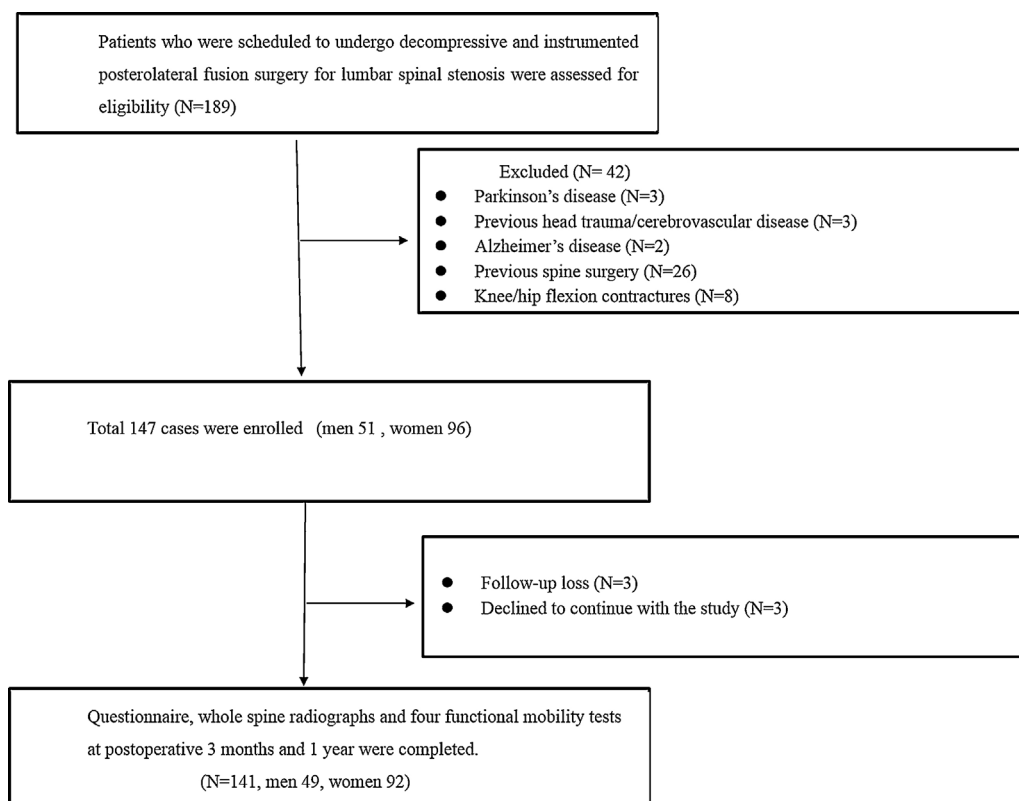 Patients who were scheduled to undergo decompressive and instrumented
posterolateral fusion surgery for lumbar spinal stenosis were assessed for
eligibility (N=189)
Excluded (N= 42)
● Parkinson’s disease (N=3)
● Previous head trauma/cerebrovascular disease (N=3)
● Alzheimer’s disease (N=2)
● Previous spine surgery (N=26)
● Knee/hip flexion contractures (N=8)
Total 147 cases were enrolled (men 51 , women 96)
● Follow-up loss (N=3)
● Declined to continue with the study (N=3)
Questionnaire, whole spine radiographs and four functional mobility tests
at postoperative 3 months and 1 year were completed.
(N=141, men 49, women 92)